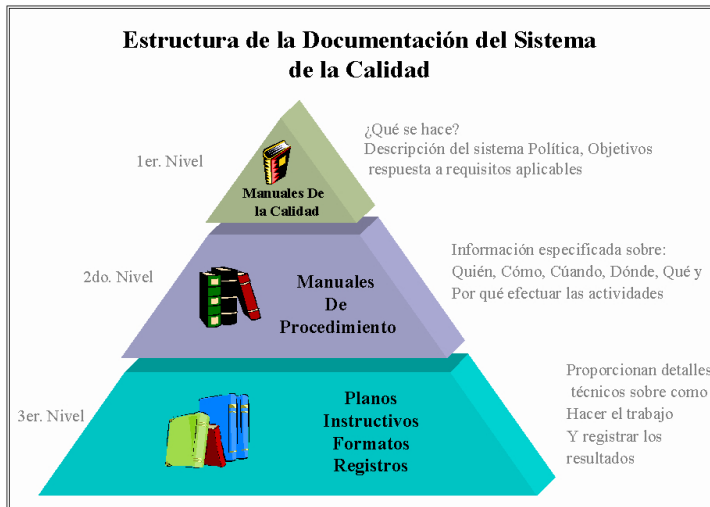 Estructura de la Documentación del Sistema
de la Calidad
1er. Nivel
Manuales De
la Calidad
¿Qué se hace?
Descripción del sistema Política, Objetivos
respuesta a requisitos aplicables
2do. Nivel
Manuales
De
Procedimiento
Información especificada sobre:
Quién, Cómo, Cúando, Dónde, Qué y
Por qué efectuar las actividades
3er. Nivel
Planos
Instructivos
Formatos
Registros
Proporcionan detalles
técnicos sobre como
Hacer el trabajo
Y registrar los
resultados